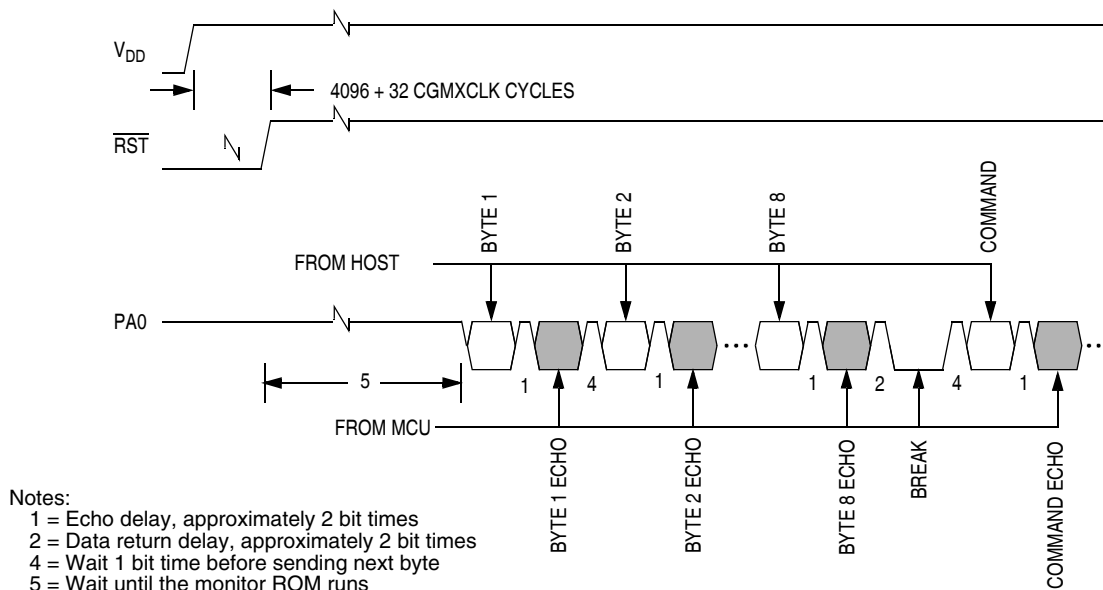 VDD
4096 + 32 CGMXCLK CYCLES
RST
BYTE 1
BYTE 2
BYTE 8
COMMAND
FROM HOST
PA0
5
1
4
1
1
2
4
1
FROM MCU
BYTE 1 ECHO
BYTE 2 ECHO
BYTE 8 ECHO
BREAK
COMMAND ECHO
Notes:
1 = Echo delay, approximately 2 bit times
2 = Data return delay, approximately 2 bit times
4 = Wait 1 bit time before sending next byte
5 = Wait until the monitor ROM runs